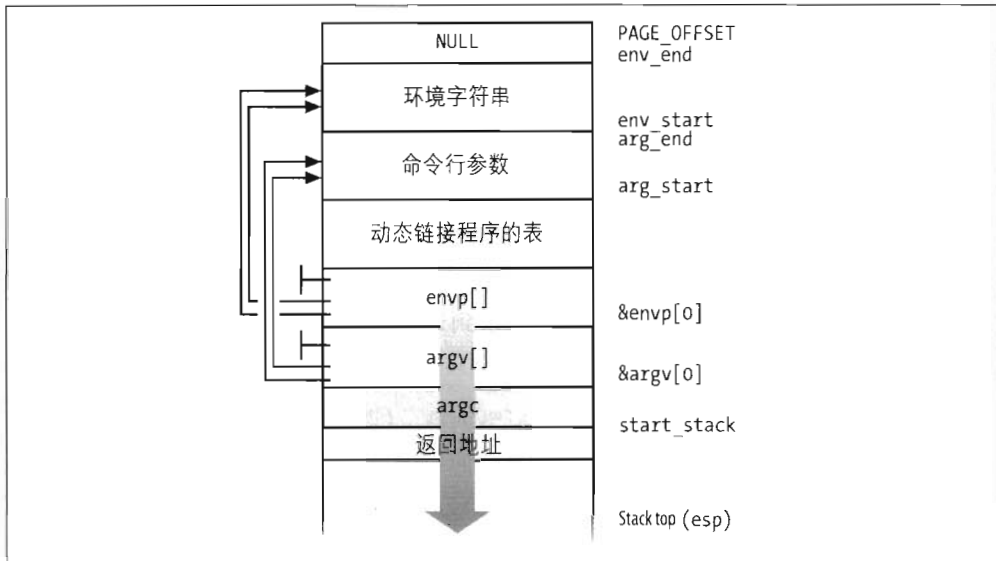 PAGE_OFFSET
NULL
env_end
环境字符串
env_start
arg_end
命令行参数
arg_start
动态链接程序的表
envp[]
&envp[0]
argv[]
&argv[0]
argc
start_stack
返回地址
Stack top (esp)